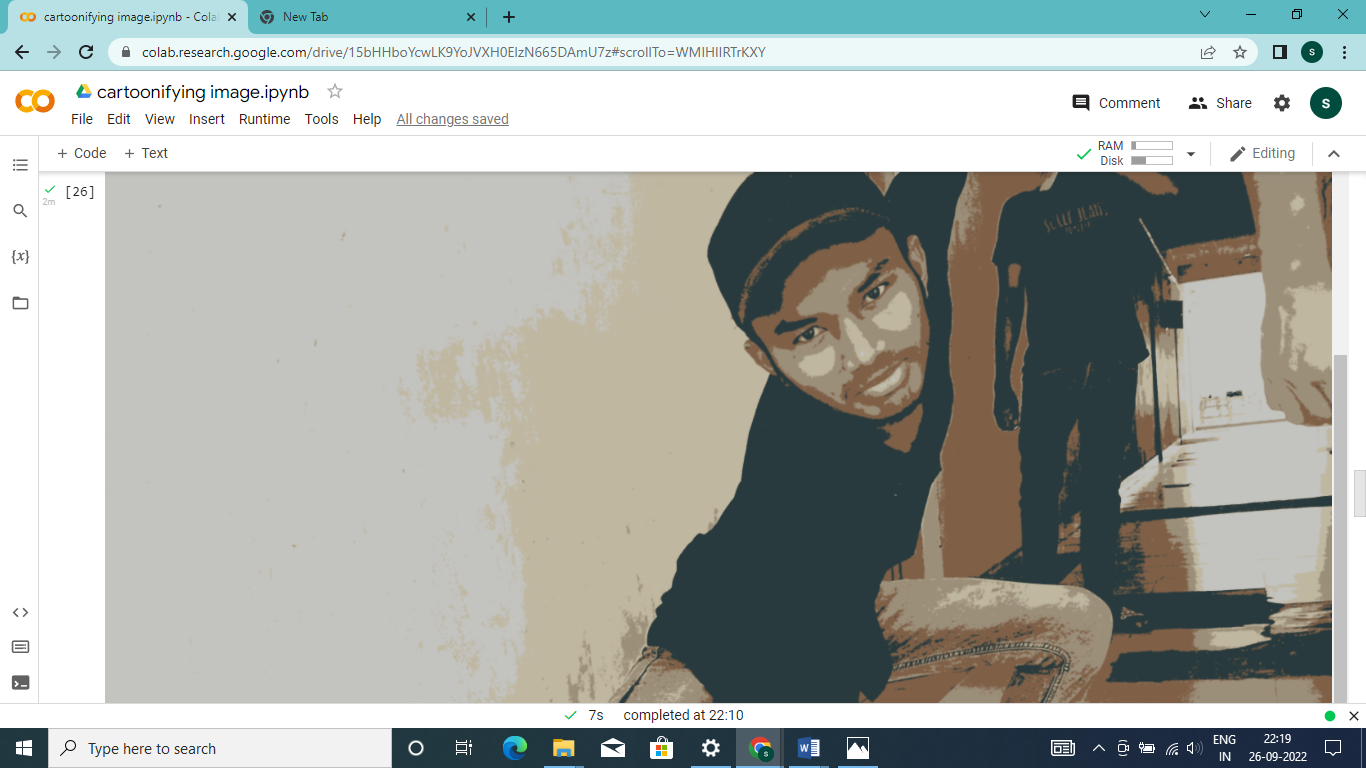 cartoonifying image.ipynb - Cola
New Tab
colab.research.google.com/drive/15bHHboYcwLK9YoJVXH0EIzN665DAmU7z#scrollTo=WMIHIIRTrKXY
S
cartoonifying image.ipynb
Comment
Share
S
File Edit View Insert Runtime Tools Help All changes saved
+ Code + Text
RAM
Disk
Editing
[26]
2m
{x}
7s completed at 22:10
Type here to search
ENG
IN
22:19
26-09-2022